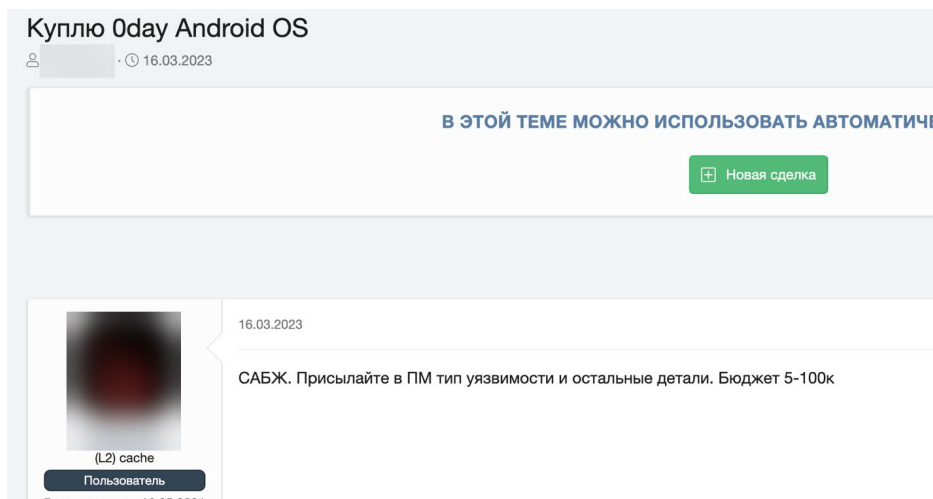 Куплю 0day Android OS
· 16.03.2023
В ЭТОЙ ТЕМЕ МОЖНО ИСПОЛЬЗОВАТЬ АВТОМАТИЧЕ
Новая сделка
16.03.2023
САБЖ. Присылайте в ПМ тип уязвимости и остальные детали. Бюджет 5-100к
(L2) cache
Пользователь